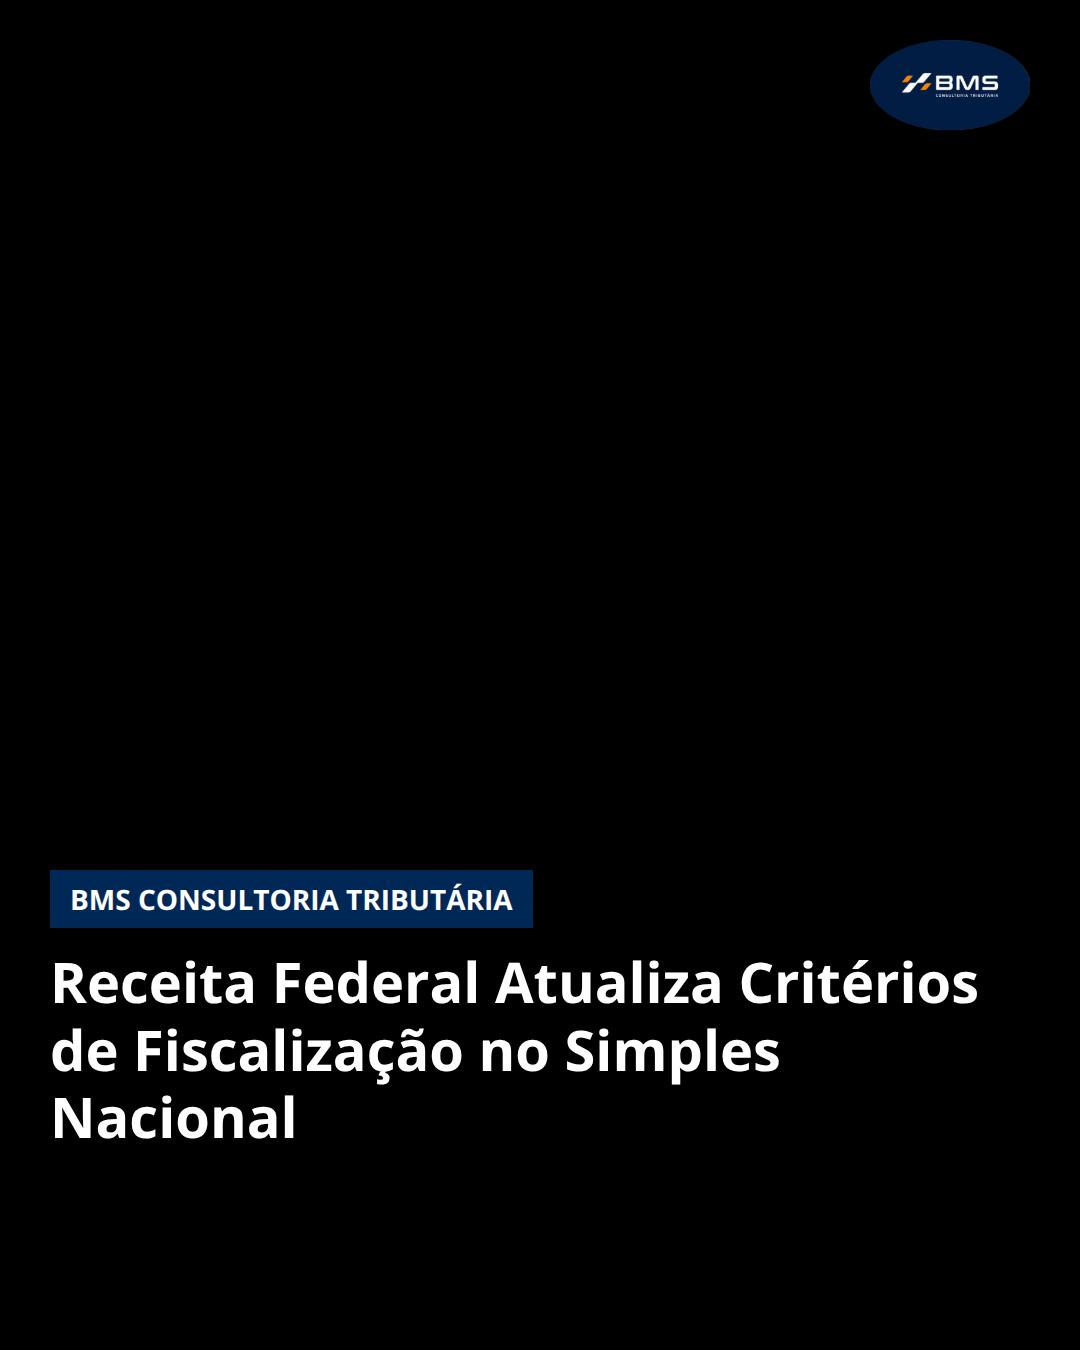 BMS
CONSULTORIA TRIBUTÁRIA
BMS CONSULTORIA TRIBUTÁRIA
Receita Federal Atualiza Critérios
de Fiscalização no Simples
Nacional